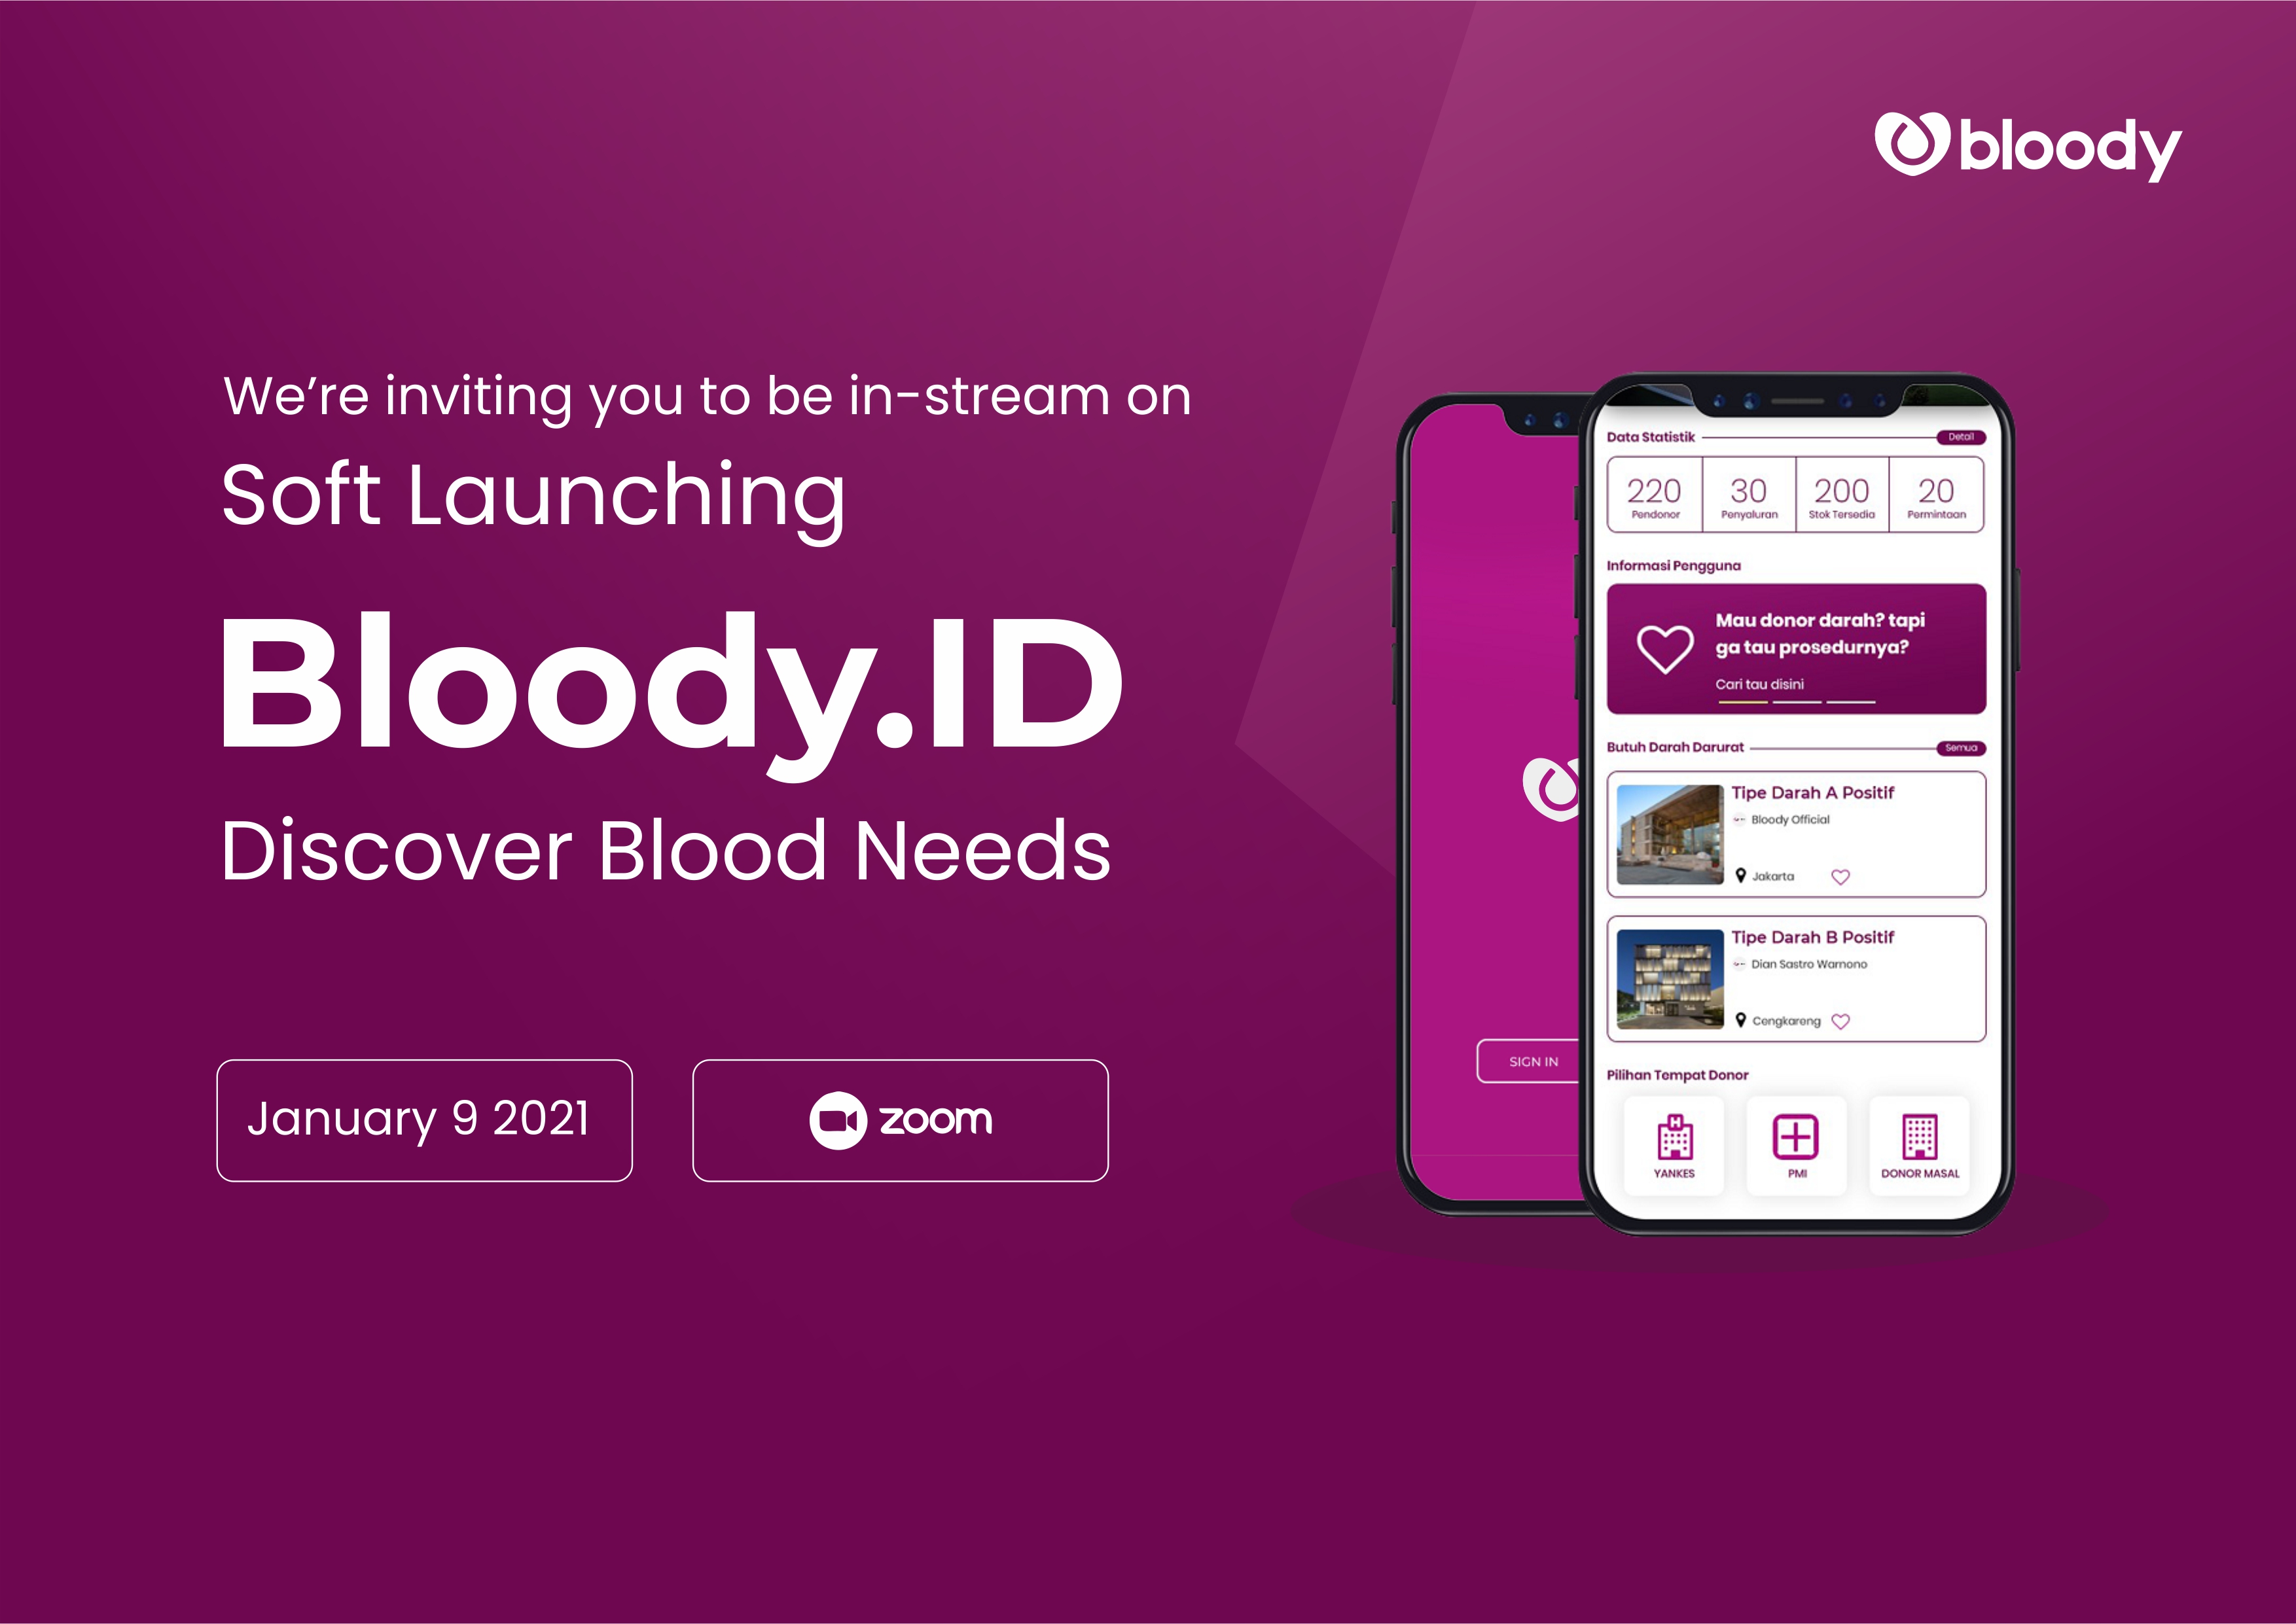 bloody
We're inviting you to be in-stream on
Soft Launching
Bloody.ID
Discover Blood Needs
January 9 2021
zoom
SIGN IN
Data Statistik
Detail
220
Pendonor
30
Penyaluran
200
Stok Tersedia
20
Permintaan
Informasi Pengguna
Mau donor darah? tapi
ga tau prosedurnya?
Cari tau disini
Butuh Darah Darurat
Semua
Tipe Darah A Positif
Bloody Official
Jakarta
Tipe Darah B Positif
Dian Sastro Warnono
Cengkareng
Pilihan Tempat Donor
H
YANKES
PMI
DONOR MASAL